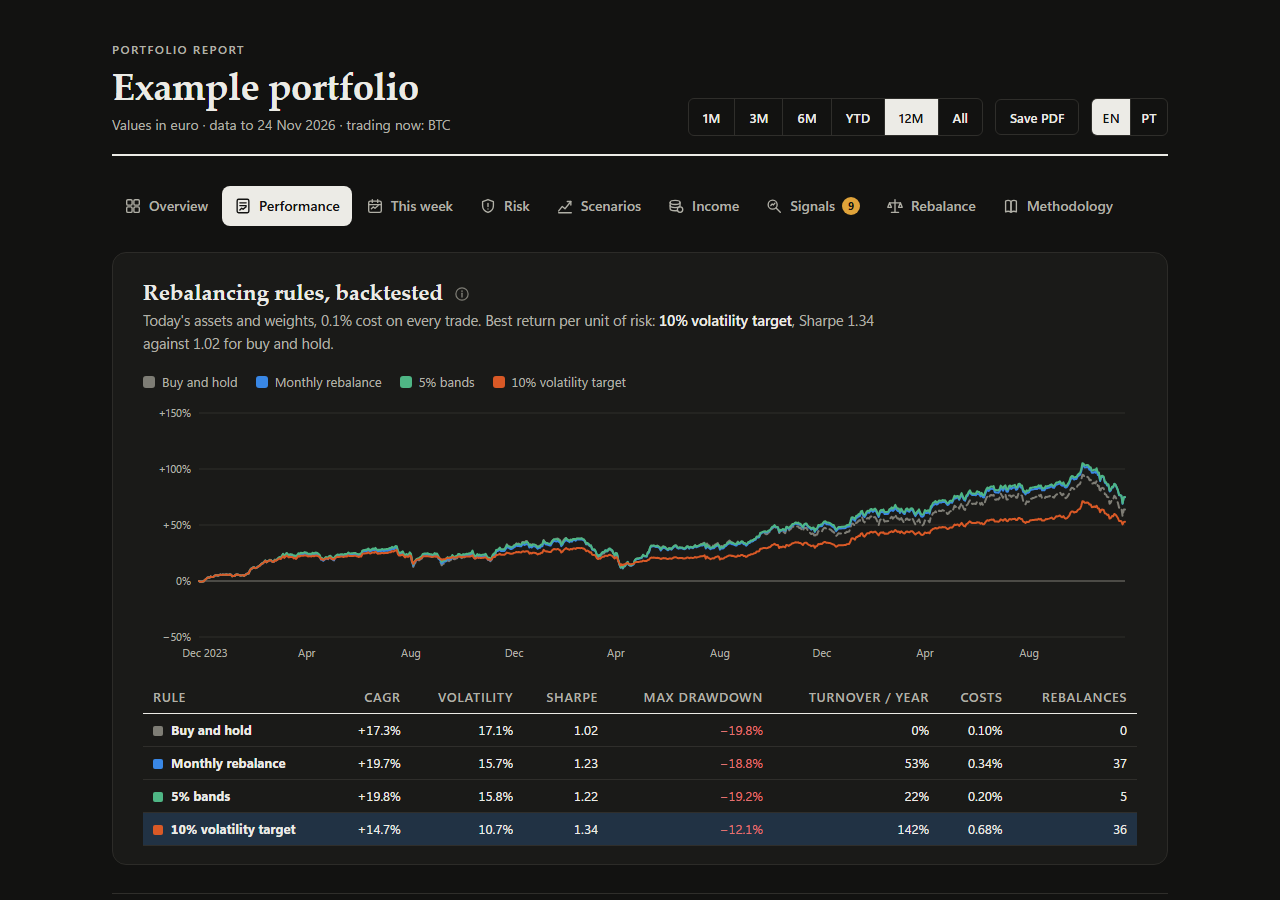 PORTFOLIO REPORT
Example portfolio
Values in euro · data to 24 Nov 2026 · trading now: BTC
1M 3M 6M YTD 12M All Save PDF EN PT
Overview Performance This week Risk Scenarios Income Signals 9 Rebalance Methodology
Rebalancing rules, backtested
Today's assets and weights, 0.1% cost on every trade. Best return per unit of risk: 10% volatility target, Sharpe 1.34
against 1.02 for buy and hold.
Buy and hold Monthly rebalance 5% bands 10% volatility target
+150%
+100%
+50%
0%
−50%
Dec 2023 Apr Aug Dec Apr Aug Dec Apr Aug
RULE CAGR VOLATILITY SHARPE MAX DRAWDOWN TURNOVER / YEAR COSTS REBALANCES
Buy and hold +17.3% 17.1% 1.02 −19.8% 0% 0.10% 0
Monthly rebalance +19.7% 15.7% 1.23 −18.8% 53% 0.34% 37
5% bands +19.8% 15.8% 1.22 −19.2% 22% 0.20% 5
10% volatility target +14.7% 10.7% 1.34 −12.1% 142% 0.68% 36